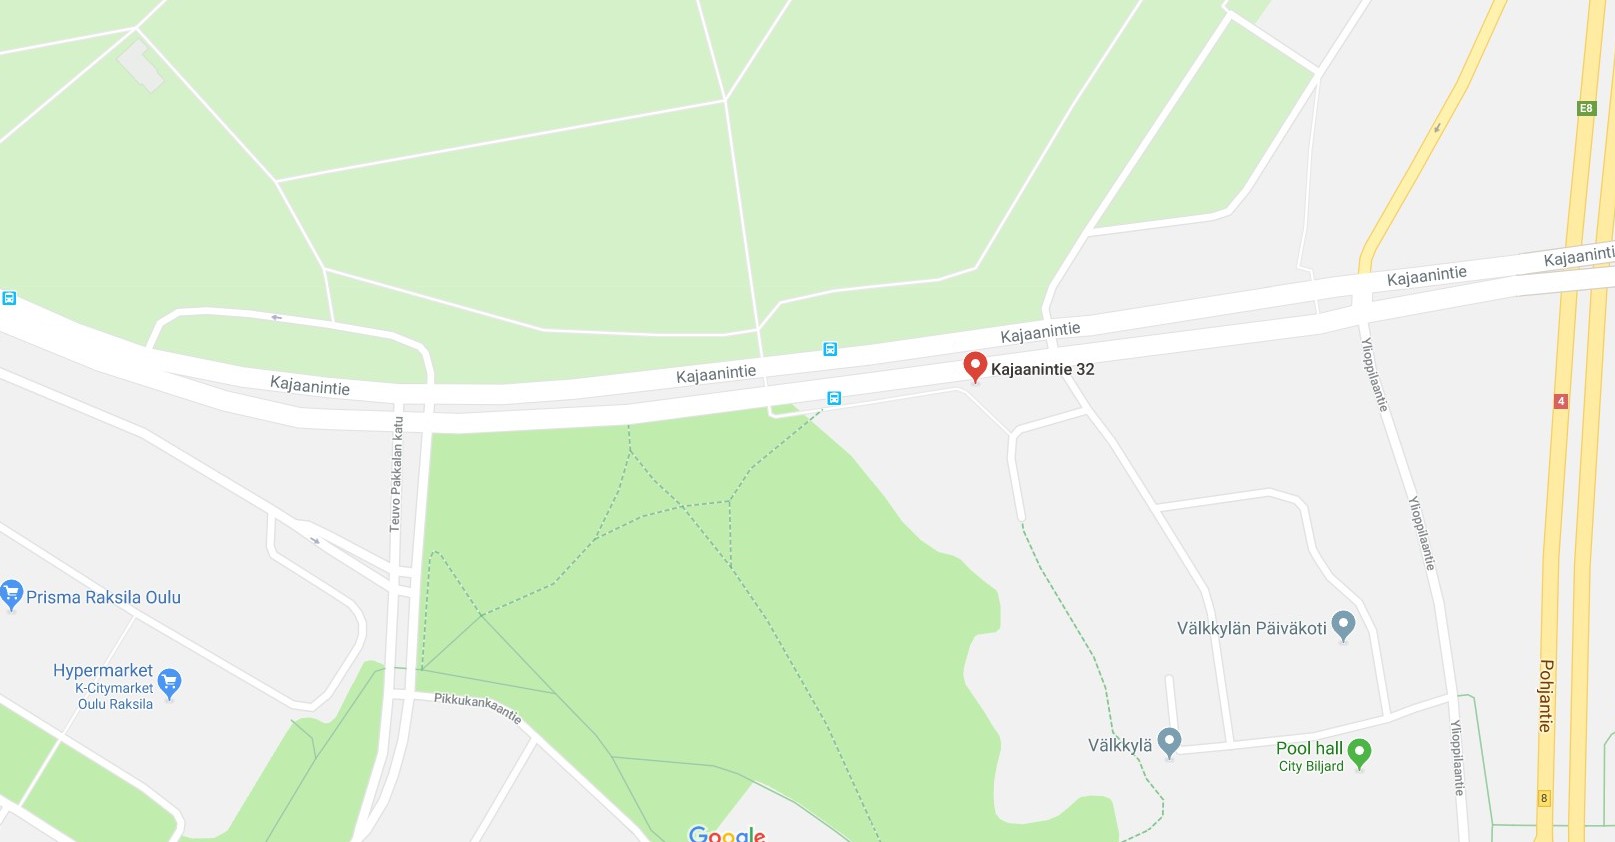 E8
Kajaanintie
Kajaanintie
Kajaanintie
Kajaanintie
Kajaanintie 32
Kajaanintie
Ylioppilaantie
4
Teuvo Pakkalan katu
Ylioppilaantie
Prisma Raksila Oulu
Välkkylän Päiväkoti
Hypermarket
K-Citymarket
Oulu Raksila
Pohjantie
Pikkukankaantie
Välkkylä
Pool hall
City Biljard
Ylioppilaantie
8
Google